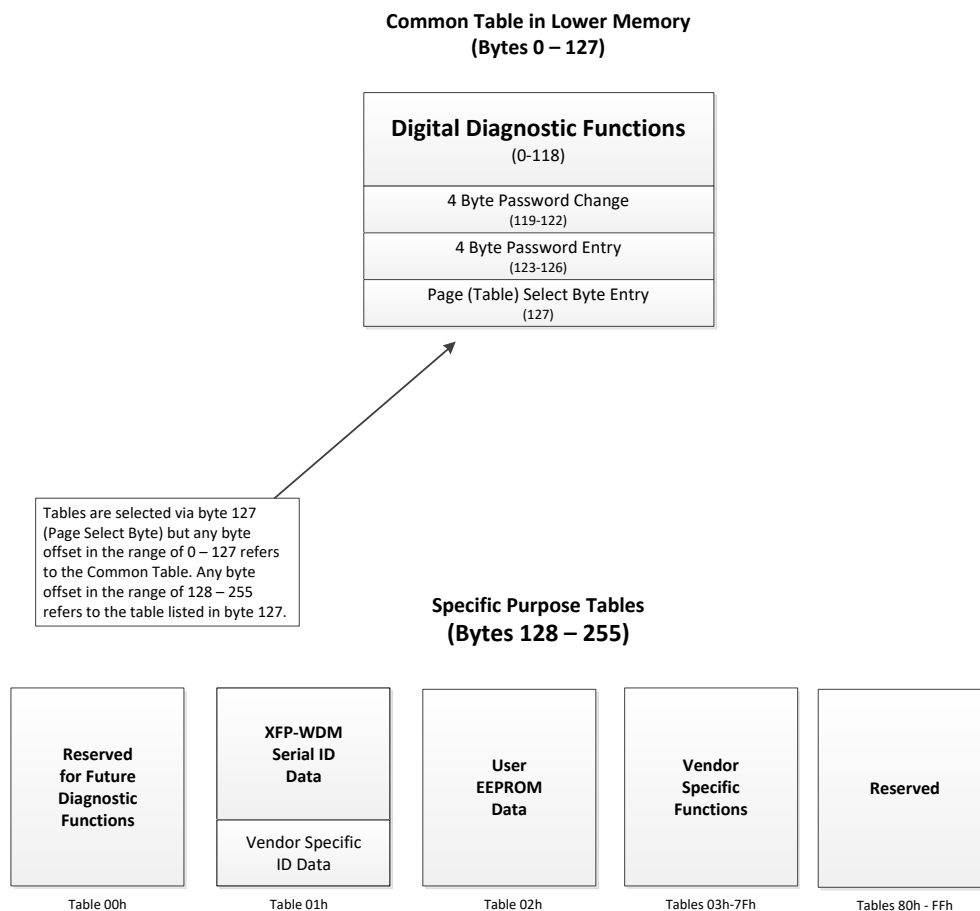 Common Table in Lower Memory
(Bytes 0 – 127)
Digital Diagnostic Functions
(0-118)
4 Byte Password Change
(119-122)
4 Byte Password Entry
(123-126)
Page (Table) Select Byte Entry
(127)
Tables are selected via byte 127
(Page Select Byte) but any byte
offset in the range of 0 – 127 refers
to the Common Table. Any byte
offset in the range of 128 – 255
refers to the table listed in byte 127.
Specific Purpose Tables
(Bytes 128 – 255)
Reserved
for Future
Diagnostic
Functions
Table 00h
XFP-WDM
Serial ID
Data
Vendor Specific
ID Data
Table 01h
User
EEPROM
Data
Table 02h
Vendor
Specific
Functions
Tables 03h-7Fh
Reserved
Tables 80h - FFh